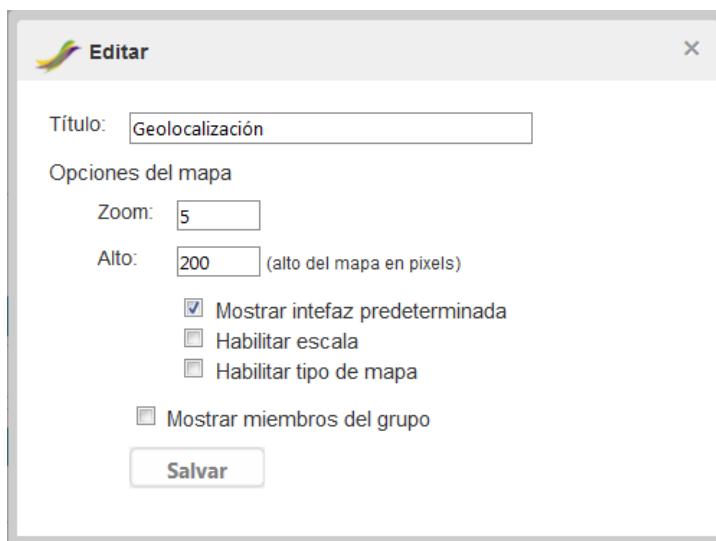 Editar
Título: Geolocalización
Opciones del mapa
Zoom: 5
Alto: 200 (alto del mapa en pixels)
Mostrar intefaz predeterminada
Habilitar escala
Habilitar tipo de mapa
Mostrar miembros del grupo
Salvar